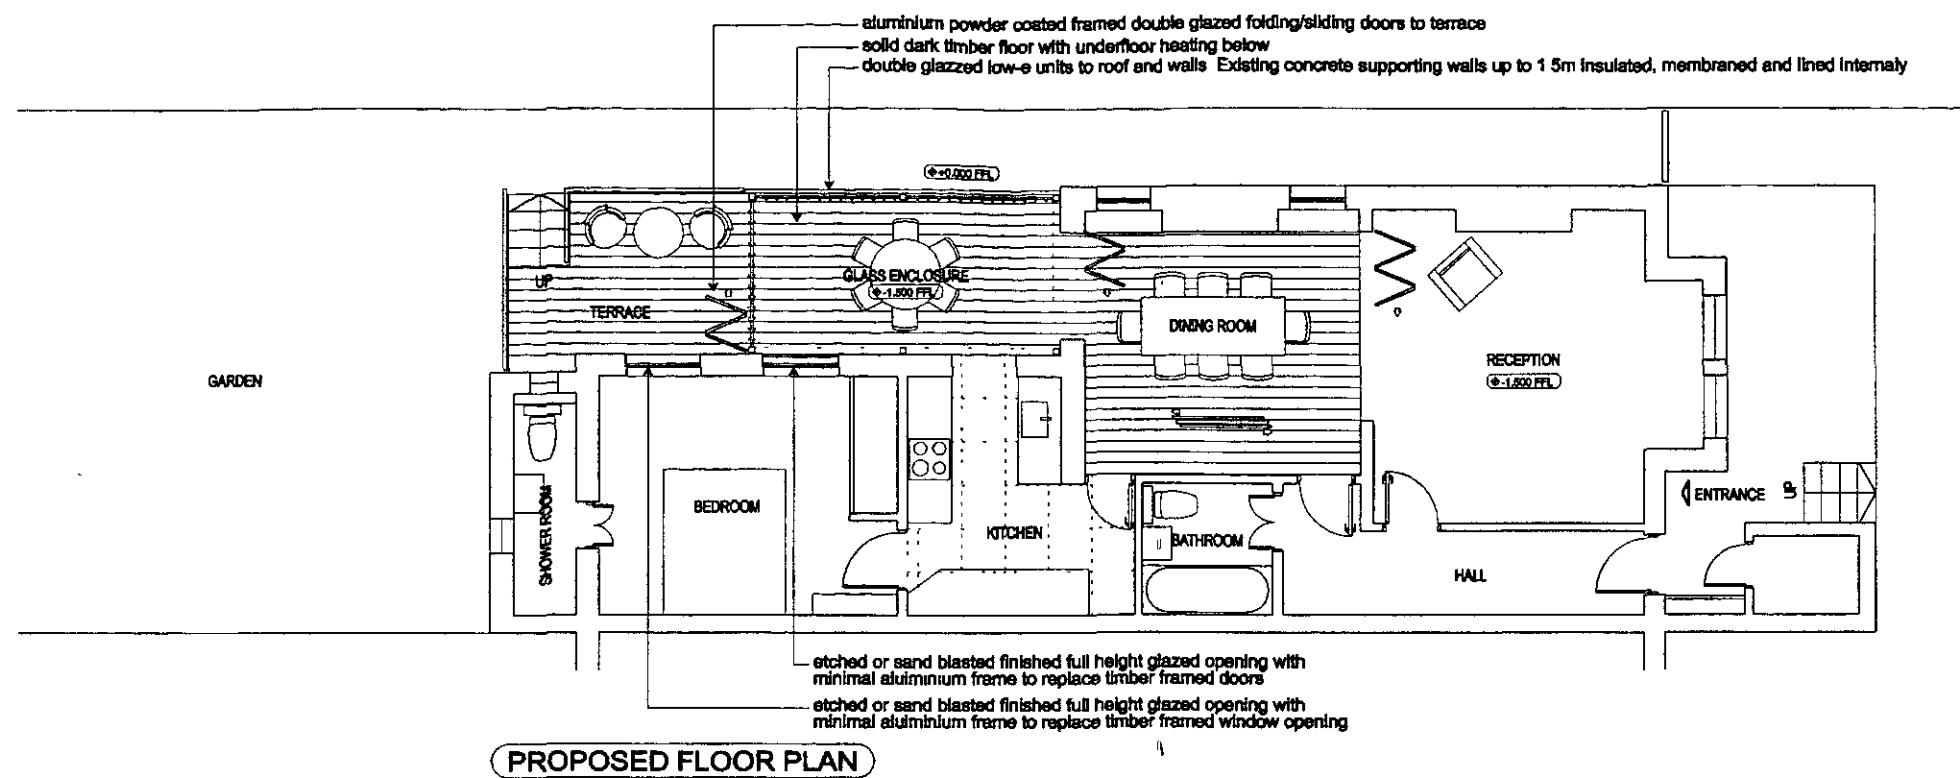 aluminium powder coated framed double glazed folding/sliding doors to terrace
solid dark timber floor with underfloor heating below
double glazzed low-e units to roof and walls Existing concrete supporting walls up to 1 5m insulated, membraned and lined internaly
+0.000 FFL
UP
GLASS ENCLOSURE
-1.500 FFL
TERRACE
DINING ROOM
RECEPTION
-1.500 FFL
GARDEN
BEDROOM
ENTRANCE
UP
SHOWER ROOM
KITCHEN
BATHROOM
HALL
etched or sand blasted finished full height glazed opening with
minimal aluminium frame to replace timber framed doors
etched or sand blasted finished full height glazed opening with
minimal aluminium frame to replace timber framed window opening
PROPOSED FLOOR PLAN